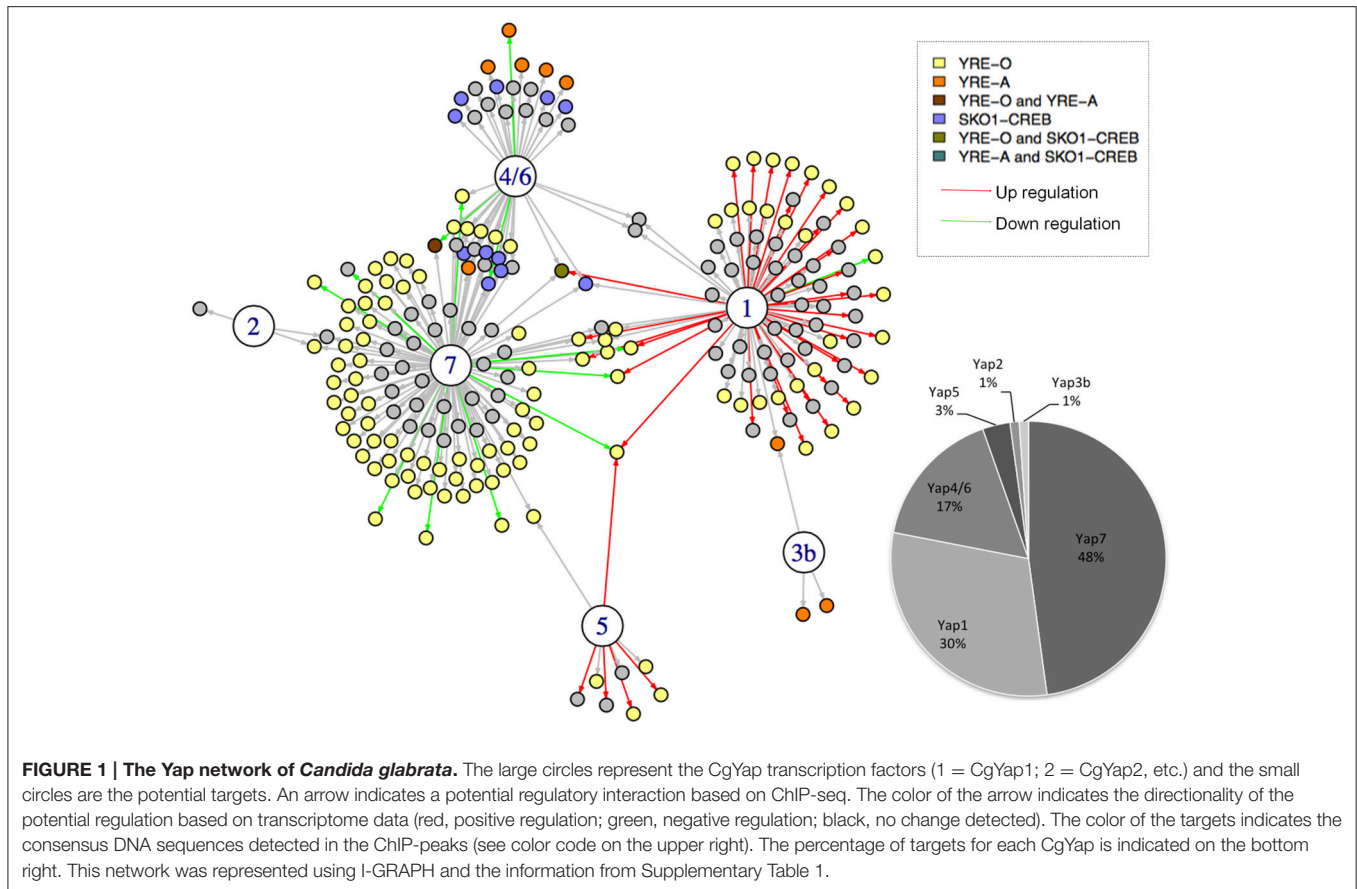 YRE-O
YRE-A
YRE-O and YRE-A
SKO1-CREB
YRE-O and SKO1-CREB
YRE-A and SKO1-CREB
Up regulation
Down regulation
4/6
1
2
7
3b
5
Yap2
1%
Yap3b
1%
Yap5
3%
Yap4/6
17%
Yap7
48%
Yap1
30%
FIGURE 1 | The Yap network of Candida glabrata. The large circles represent the CgYap transcription factors (1 = CgYap1; 2 = CgYap2, etc.) and the small
circles are the potential targets. An arrow indicates a potential regulatory interaction based on ChIP-seq. The color of the arrow indicates the directionality of the
potential regulation based on transcriptome data (red, positive regulation; green, negative regulation; black, no change detected). The color of the targets indicates the
consensus DNA sequences detected in the ChIP-peaks (see color code on the upper right). The percentage of targets for each CgYap is indicated on the bottom
right. This network was represented using I-GRAPH and the information from Supplementary Table 1.